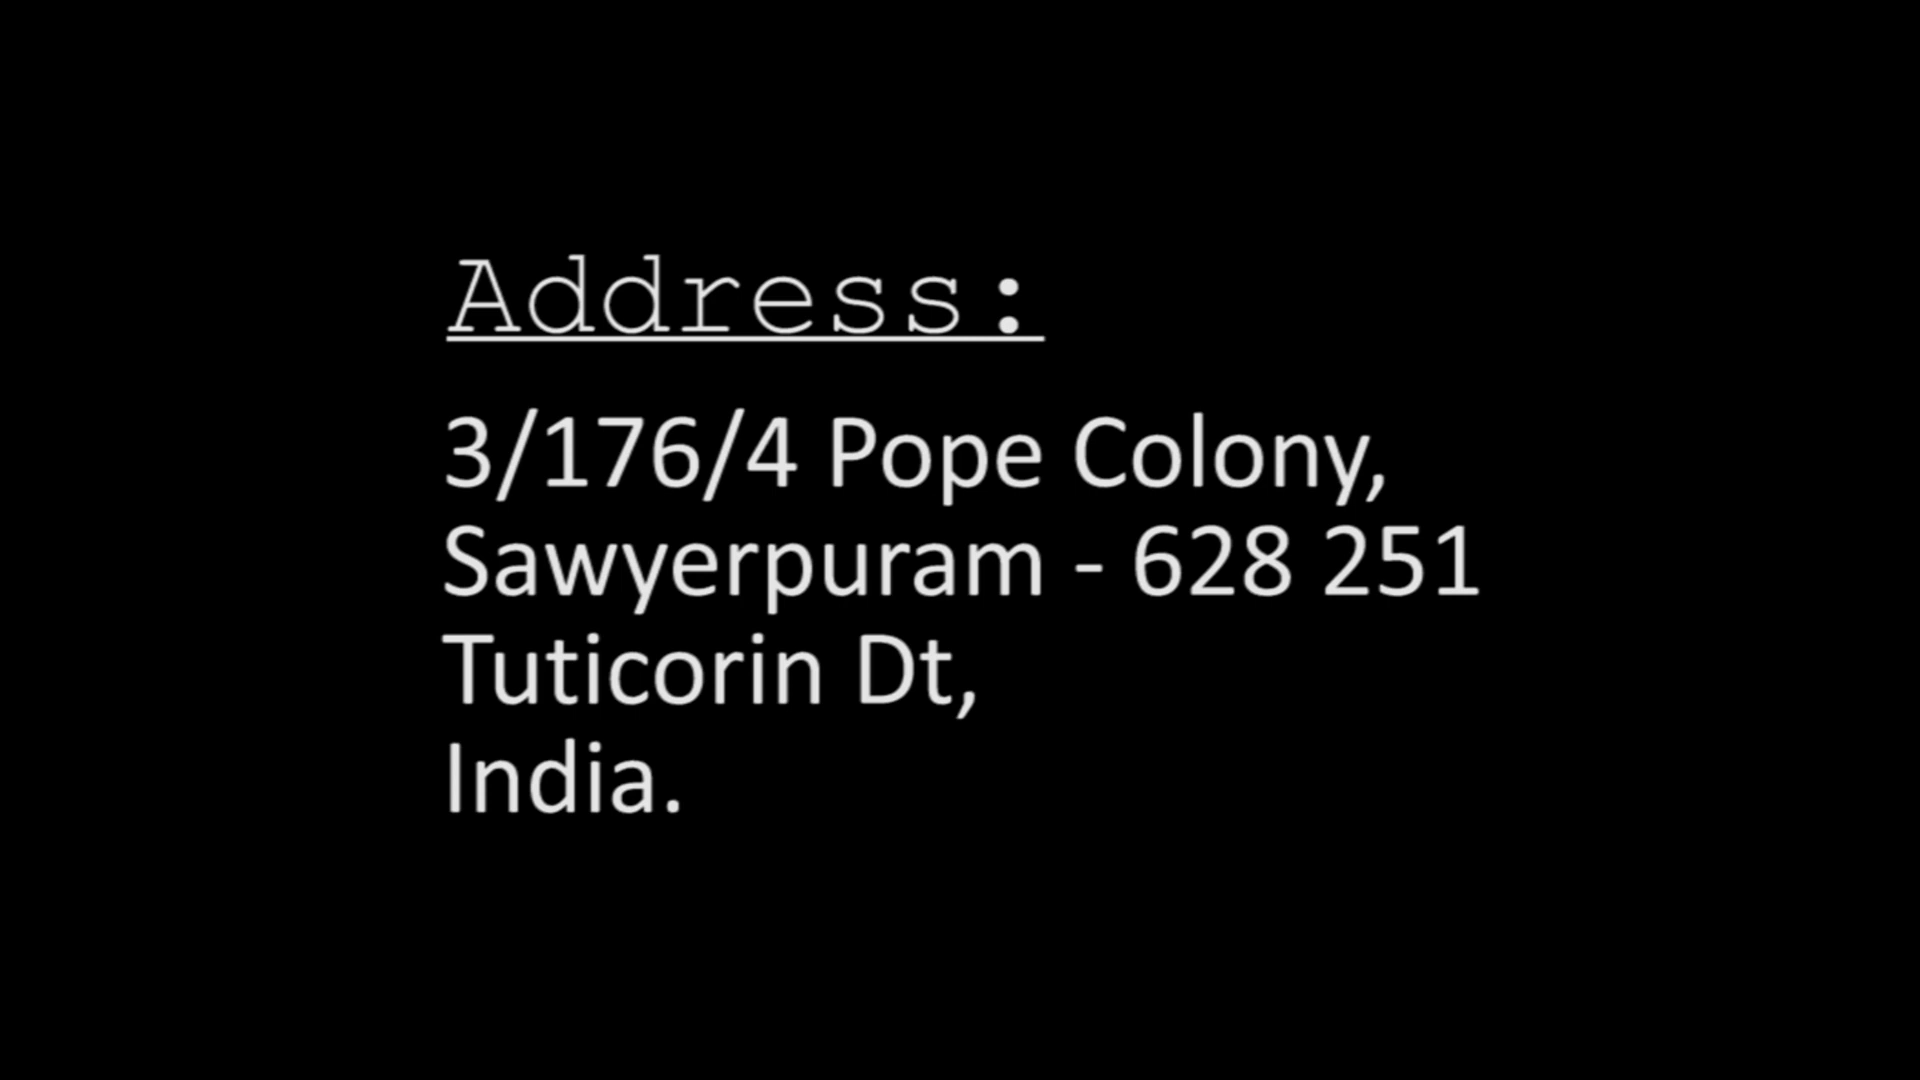 Address:
3/176/4 Pope Colony,
Sawyerpuram - 628 251
Tuticorin Dt,
India.